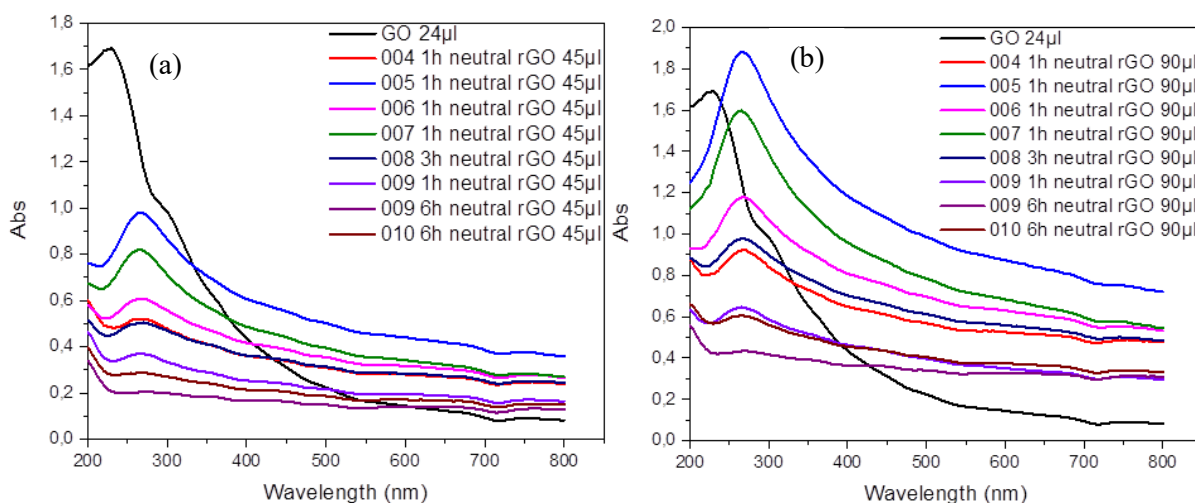 (a)
GO 24µl
004 1h neutral rGO 45µl
005 1h neutral rGO 45µl
006 1h neutral rGO 45µl
007 1h neutral rGO 45µl
008 3h neutral rGO 45µl
009 1h neutral rGO 45µl
009 6h neutral rGO 45µl
010 6h neutral rGO 45µl
1,8
1,6
1,4
1,2
1,0
0,8
0,6
0,4
0,2
0,0
Abs
200 300 400 500 600 700 800
Wavelength (nm)
(b)
GO 24µl
004 1h neutral rGO 90µl
005 1h neutral rGO 90µl
006 1h neutral rGO 90µl
007 1h neutral rGO 90µl
008 3h neutral rGO 90µl
009 1h neutral rGO 90µl
009 6h neutral rGO 90µl
010 6h neutral rGO 90µl
2,0
1,8
1,6
1,4
1,2
1,0
0,8
0,6
0,4
0,2
0,0
Abs
200 300 400 500 600 700 800
Wavelength (nm)